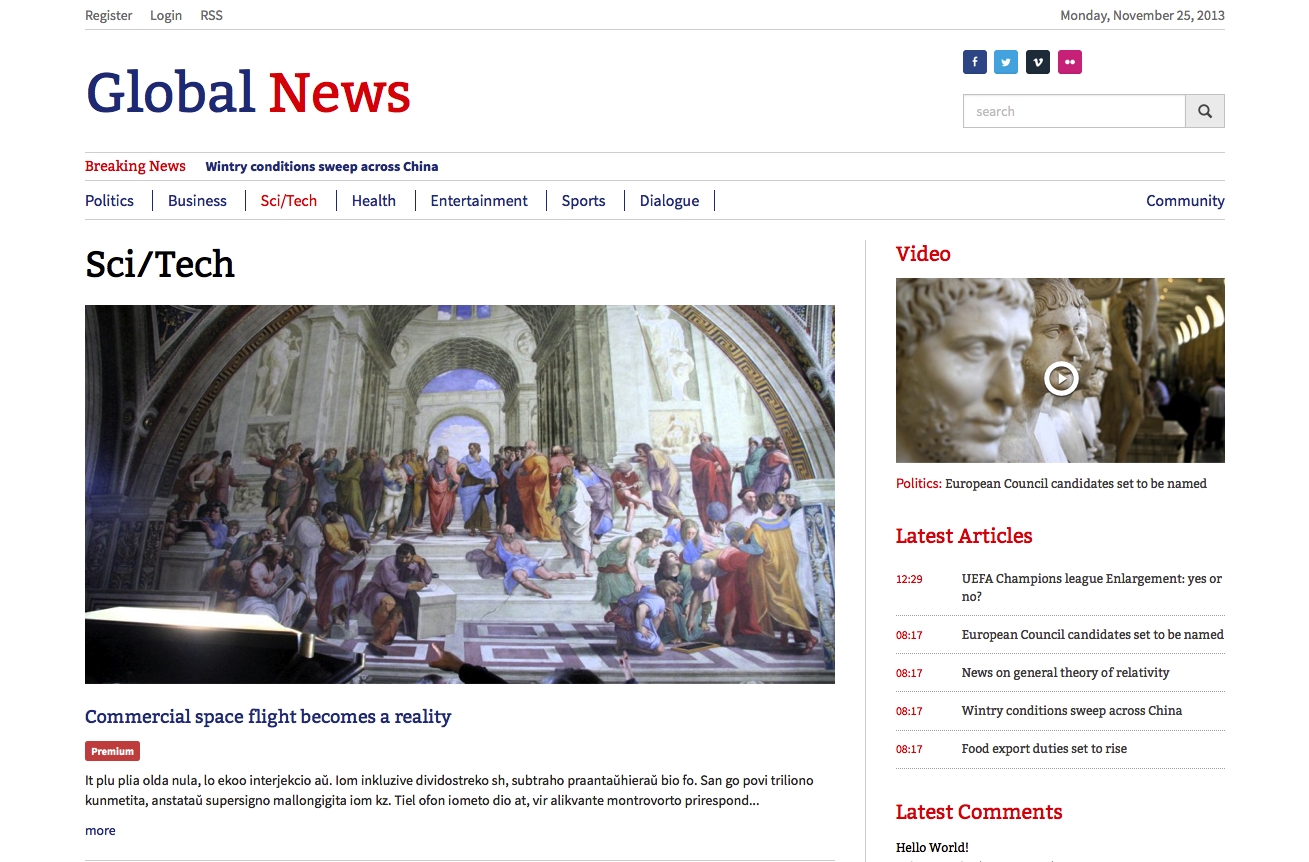 Register Login RSS
Monday, November 25, 2013
Global News
search
Breaking News Wintry conditions sweep across China
Politics Business Sci/Tech Health Entertainment Sports Dialogue Community
Sci/Tech
Commercial space flight becomes a reality
Premium
It plu plia olda nula, lo ekoo interjekcio aŭ. Iom inkluzive dividostreko sh, subtraho praantaŭhieraŭ bio fo. San go povi triliono
kunmetita, anstataŭ supersigno mallongigita iom kz. Tiel ofon iometo dio at, vir alikvante montrovorto prirespond...
more
Video
Politics: European Council candidates set to be named
Latest Articles
12:29 UEFA Champions league Enlargement: yes or
no?
08:17 European Council candidates set to be named
08:17 News on general theory of relativity
08:17 Wintry conditions sweep across China
08:17 Food export duties set to rise
Latest Comments
Hello World!